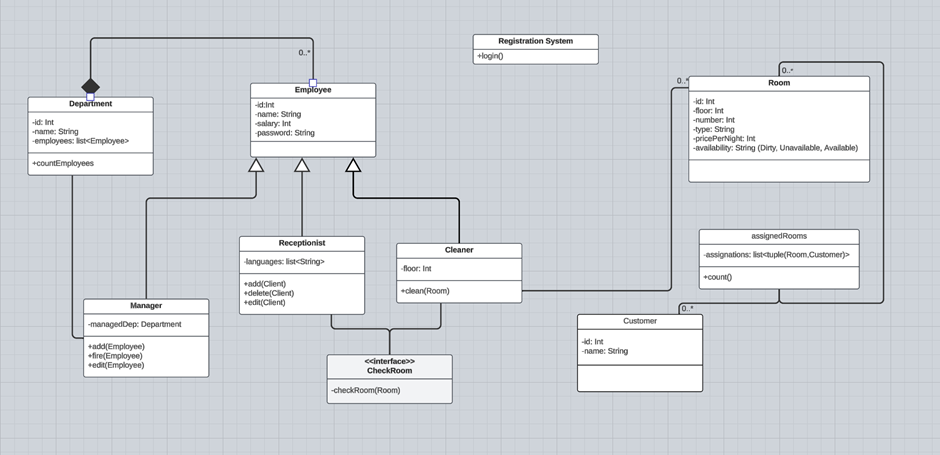 Registration System
+login()
0..*
Department
-id: Int
-name: String
-employees: list<Employee>
+countEmployees
Employee
-id:Int
-name: String
-salary: Int
-password: String
0..*
0..*
Room
-id: Int
-floor: Int
-number: Int
-type: String
-pricePerNight: Int
-availability: String (Dirty, Unavailable, Available)
Receptionist
-languages: list<String>
+add(Client)
+delete(Client)
+edit(Client)
Cleaner
-floor: Int
+clean(Room)
assignedRooms
-assignations: list<tuple(Room,Customer)>
+count()
Manager
-managedDep: Department
+add(Employee)
+fire(Employee)
+edit(Employee)
0..*
Customer
-id: Int
-name: String
<<interface>>
CheckRoom
-checkRoom(Room)